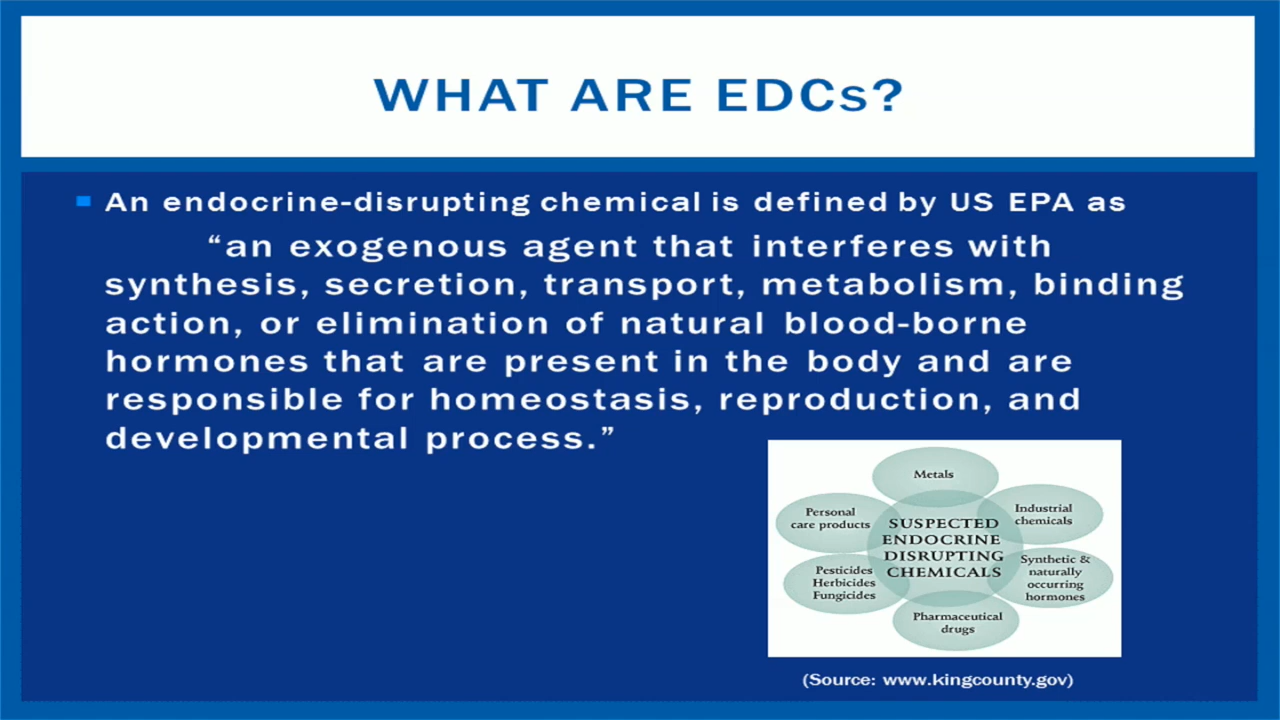 WHAT ARE EDCs?
An endocrine-disrupting chemical is defined by US EPA as
“an exogenous agent that interferes with
synthesis, secretion, transport, metabolism, binding
action, or elimination of natural blood-borne
hormones that are present in the body and are
responsible for homeostasis, reproduction, and
developmental process.”
Metals
Personal
care products
Industrial
chemicals
SUSPECTED
ENDOCRINE
DISRUPTING
CHEMICALS
Pesticides
Herbicides
Fungicides
Synthetic &
naturally
occurring
hormones
Pharmaceutical
drugs
(Source: www.kingcounty.gov)